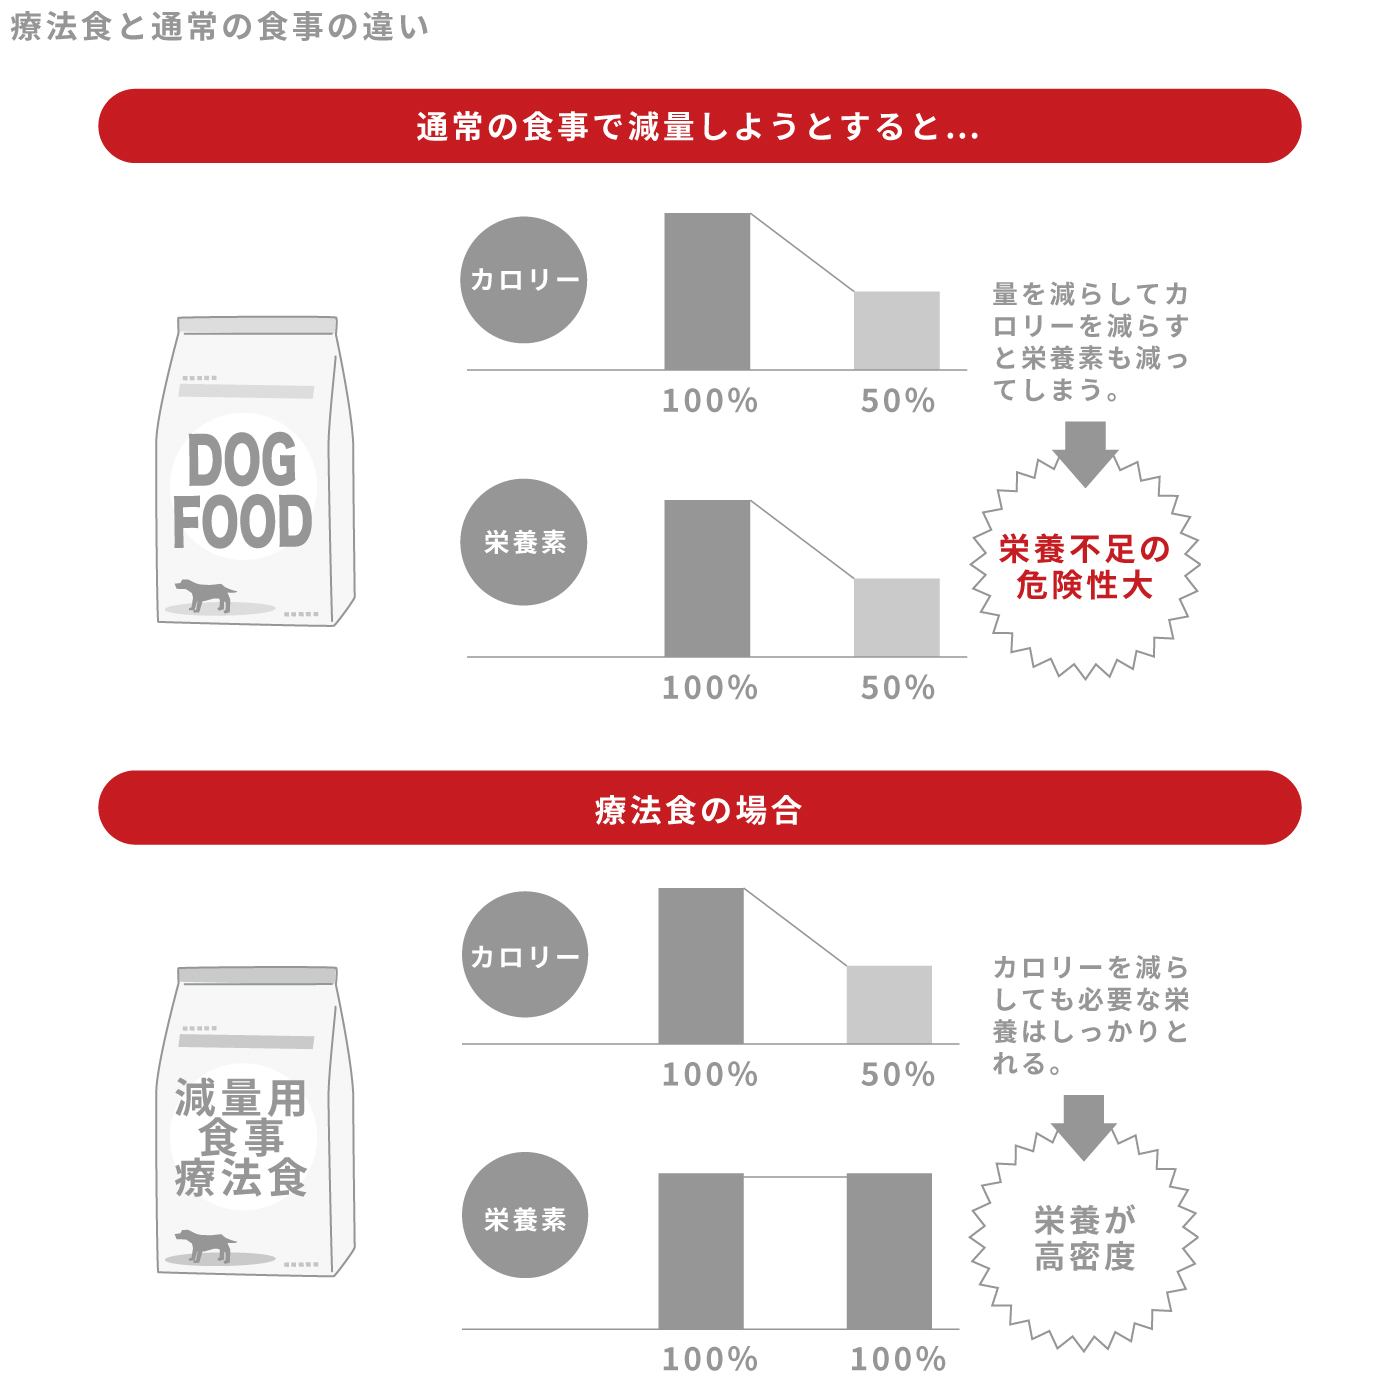 療法食と通常の食事の違い
通常の食事で減量しようとすると...
カロリー
100%
50%
量を減らしてカ
ロリーを減らす
と栄養素も減っ
てしまう。
DOG
FOOD
栄養素
100%
50%
栄養不足の
危険性大
療法食の場合
カロリー
100%
50%
カロリーを減ら
しても必要な栄
養はしっかりと
れる。
減量用
食事
療法食
栄養素
100%
100%
栄養が
高密度